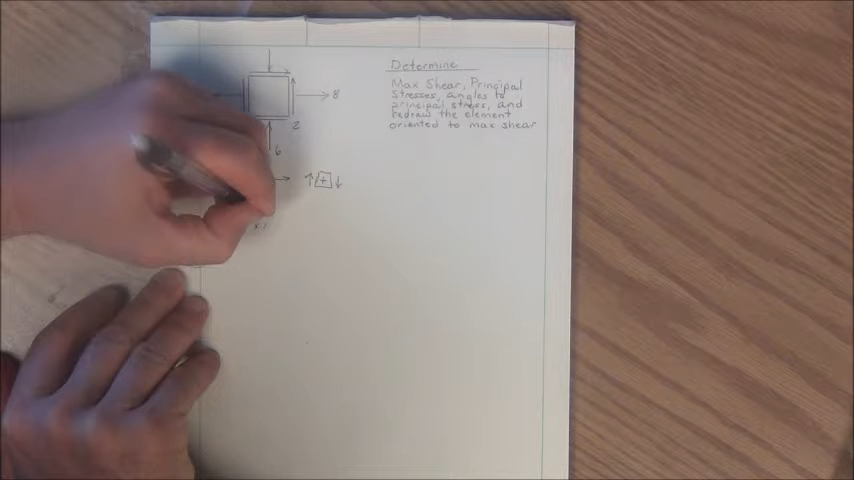 Determine
Max Shear, Principal
Stresses, angles to
principal stress, and
Redraw the element
oriented to max shear
8
2
6
+